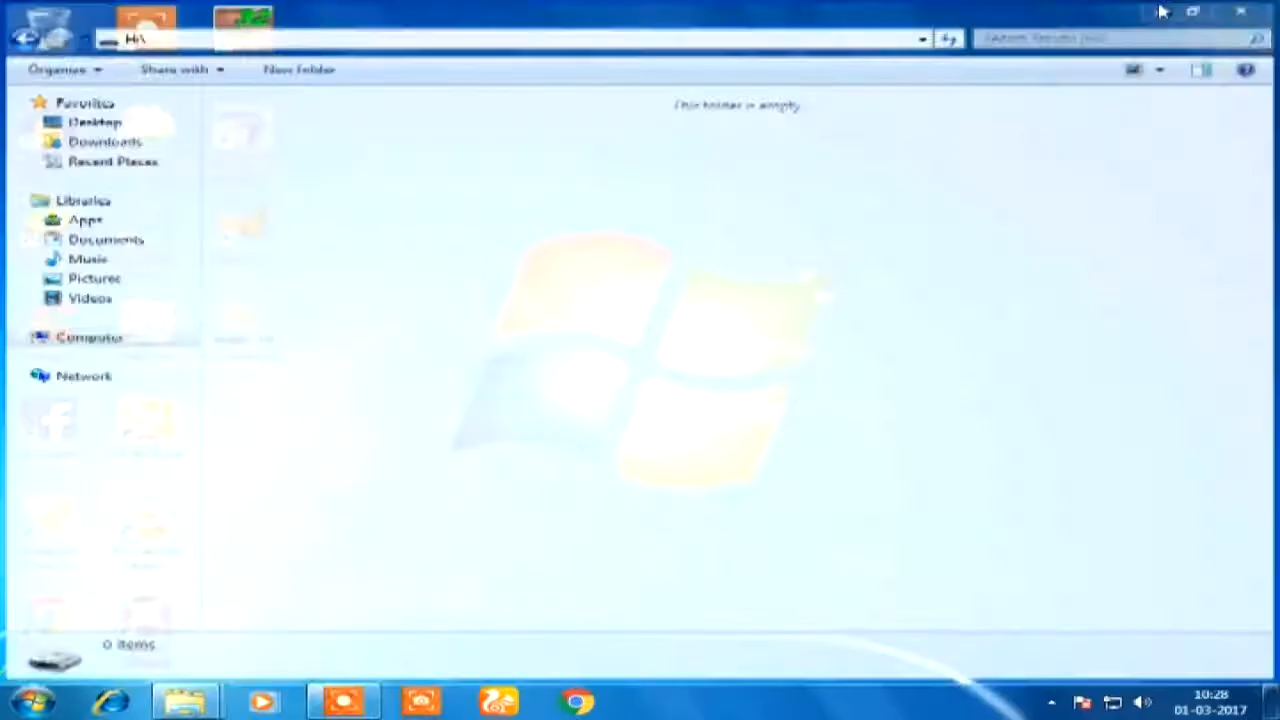 H:\
Organize
Share with
New folder
This folder is empty.
Favorites
Desktop
Downloads
Recent Places
Libraries
Apps
Documents
Music
Pictures
Videos
Computer
Network
0 items
10:28
01-03-2017